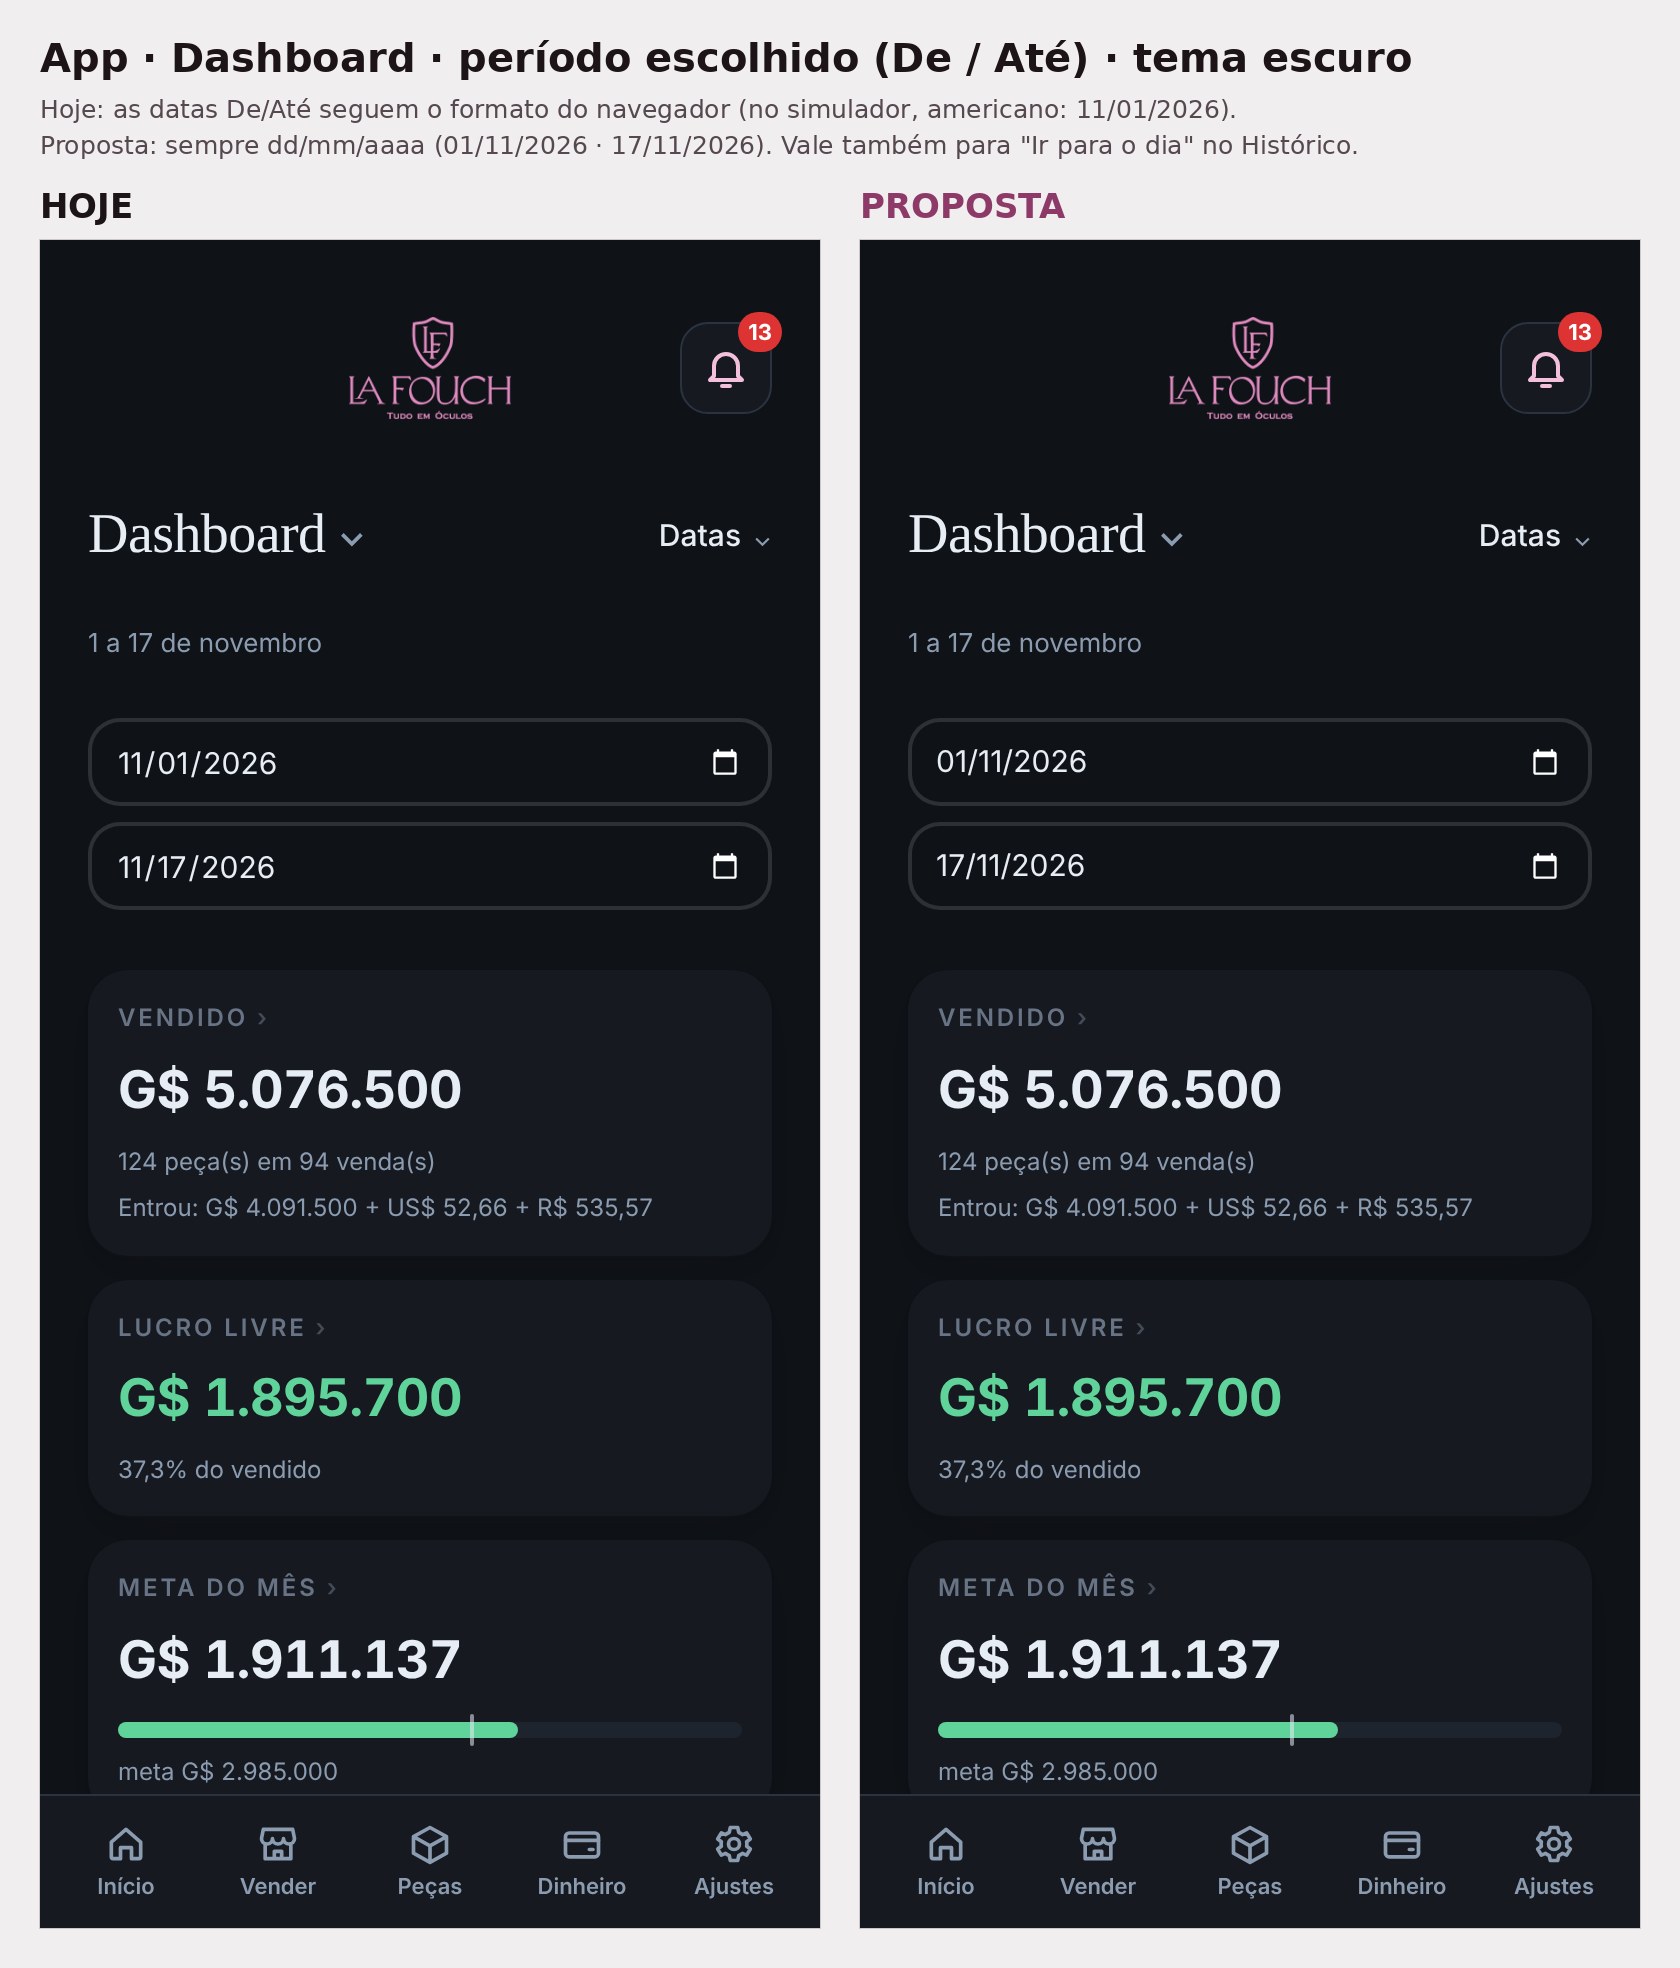 App · Dashboard · período escolhido (De / Até) · tema escuro
Hoje: as datas De/Até seguem o formato do navegador (no simulador, americano: 11/01/2026).
Proposta: sempre dd/mm/aaaa (01/11/2026 · 17/11/2026). Vale também para "Ir para o dia" no Histórico.
HOJE
LF
13
LA FOUCH
TUDO EM ÓCULOS
Dashboard
Datas
1 a 17 de novembro
11/01/2026
11/17/2026
VENDIDO ›
G$ 5.076.500
124 peça(s) em 94 venda(s)
Entrou: G$ 4.091.500 + US$ 52,66 + R$ 535,57
LUCRO LIVRE ›
G$ 1.895.700
37,3% do vendido
META DO MÊS ›
G$ 1.911.137
meta G$ 2.985.000
Início
Vender
Peças
Dinheiro
Ajustes
PROPOSTA
LF
13
LA FOUCH
TUDO EM ÓCULOS
Dashboard
Datas
1 a 17 de novembro
01/11/2026
17/11/2026
VENDIDO ›
G$ 5.076.500
124 peça(s) em 94 venda(s)
Entrou: G$ 4.091.500 + US$ 52,66 + R$ 535,57
LUCRO LIVRE ›
G$ 1.895.700
37,3% do vendido
META DO MÊS ›
G$ 1.911.137
meta G$ 2.985.000
Início
Vender
Peças
Dinheiro
Ajustes